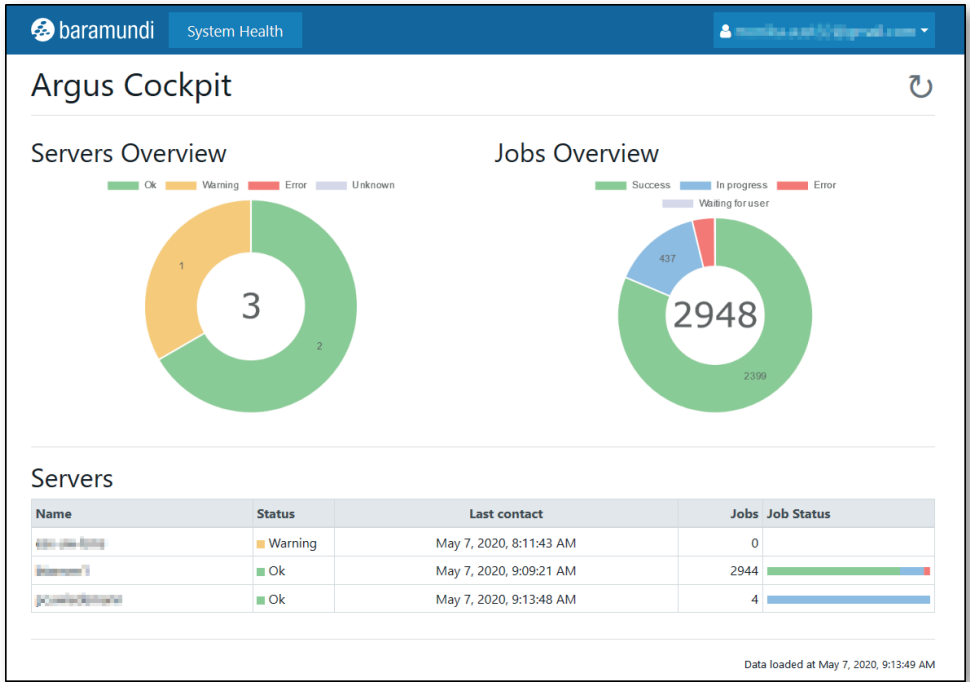 baramundi System Health
Argus Cockpit
Servers Overview
Ok Warning Error Unknown
1
3
2
Jobs Overview
Success In progress Error
Waiting for user
437
2948
2399
Servers
Name Status Last contact Jobs Job Status
Warning May 7, 2020, 8:11:43 AM 0
Ok May 7, 2020, 9:09:21 AM 2944
Ok May 7, 2020, 9:13:48 AM 4
Data loaded at May 7, 2020, 9:13:49 AM